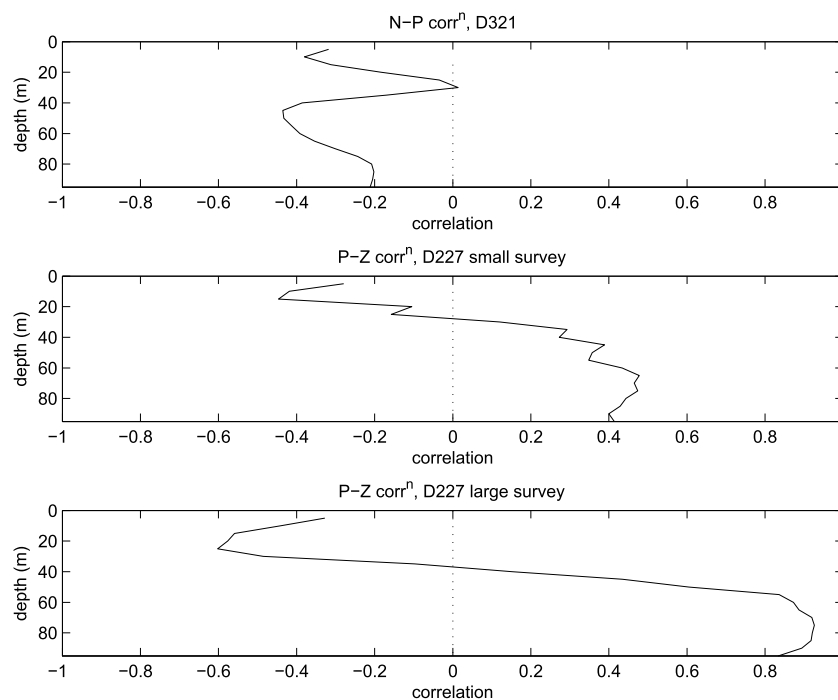 N−P corrⁿ, D321
0
20
40
60
80
depth (m)
−1 −0.8 −0.6 −0.4 −0.2 0 0.2 0.4 0.6 0.8
correlation
P−Z corrⁿ, D227 small survey
0
20
40
60
80
depth (m)
−1 −0.8 −0.6 −0.4 −0.2 0 0.2 0.4 0.6 0.8
correlation
P−Z corrⁿ, D227 large survey
0
20
40
60
80
depth (m)
−1 −0.8 −0.6 −0.4 −0.2 0 0.2 0.4 0.6 0.8
correlation